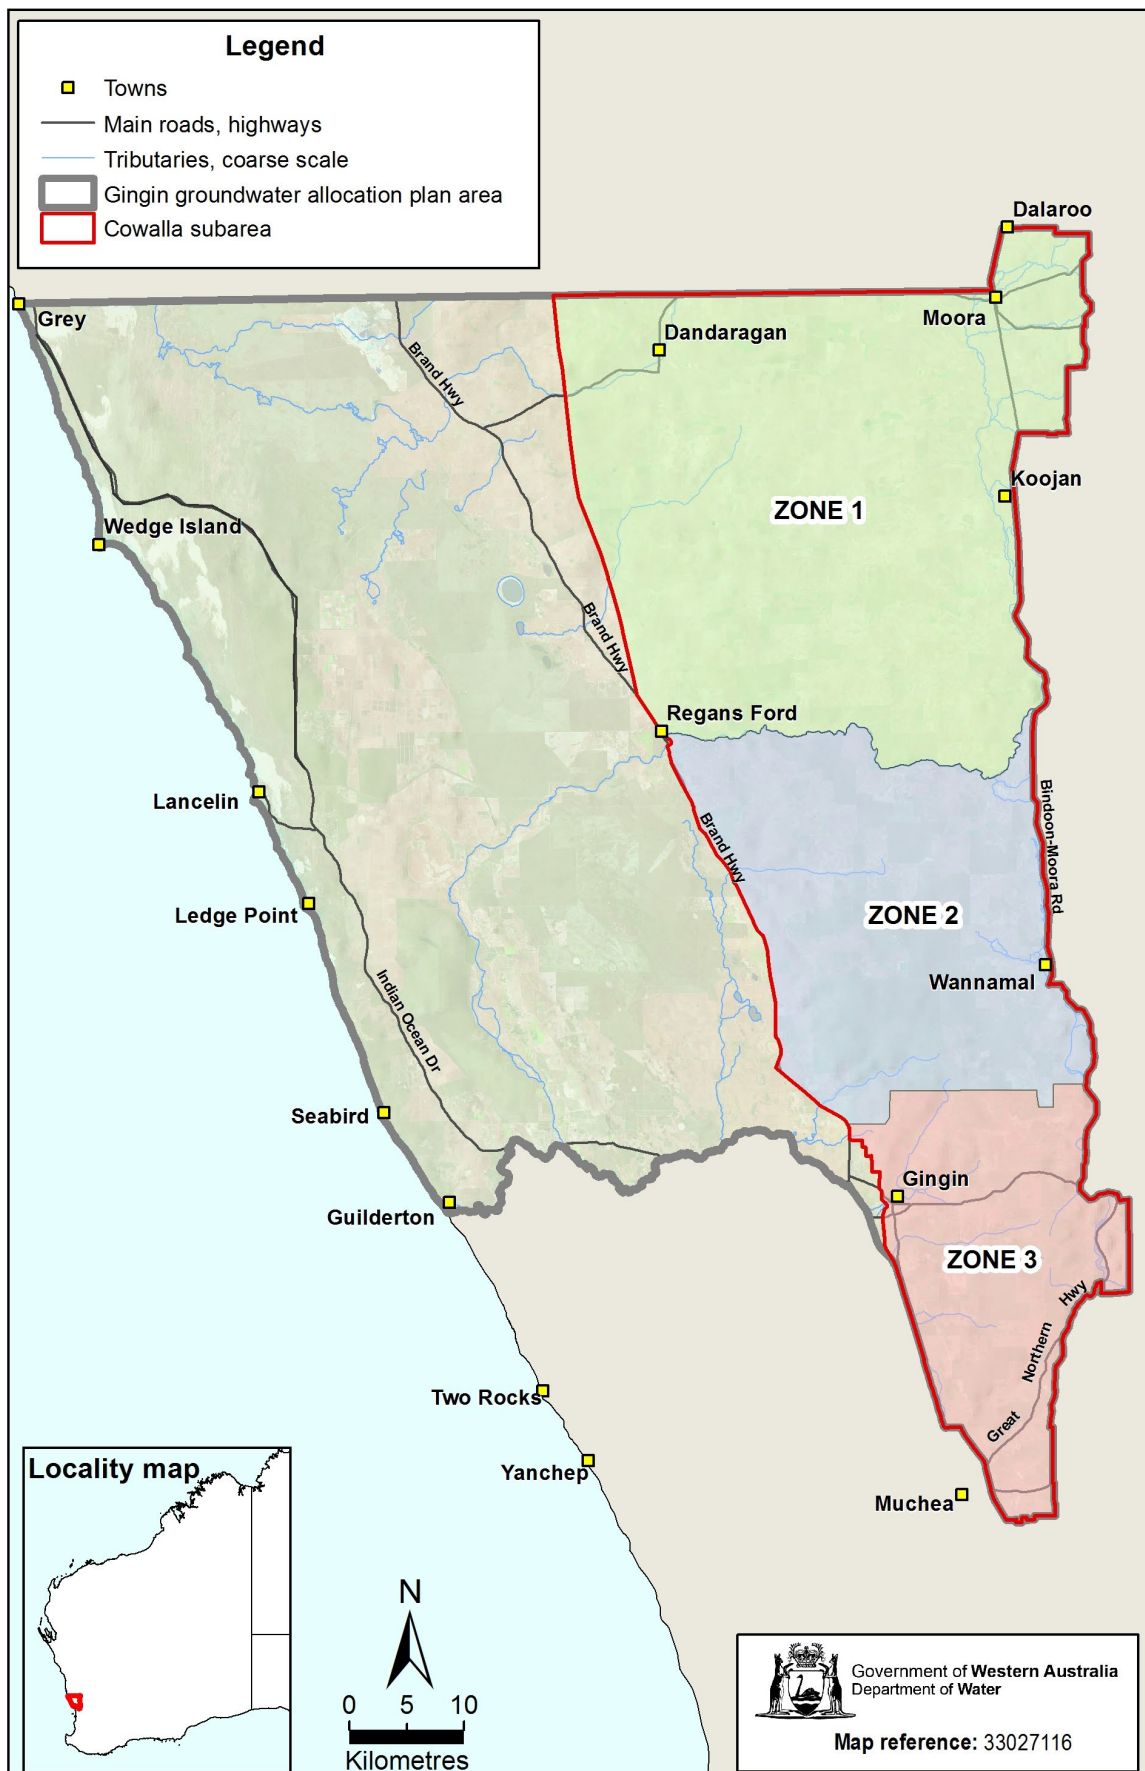 Legend
Towns
Main roads, highways
Tributaries, coarse scale
Gingin groundwater allocation plan area
Cowalla subarea
Dalaroo
Grey
Moora
Dandaragan
Brand Hwy
Koojan
ZONE 1
Wedge Island
Brand Hwy
Regans Ford
Lancelin
Bindoon-Moora Rd
Brand Hwy
Ledge Point
ZONE 2
Wannamal
Indian Ocean Dr
Seabird
Gingin
Guilderton
ZONE 3
Great Northern Hwy
Two Rocks
Yanchep
Muchea
Locality map
N
0 5 10
Kilometres
Government of Western Australia
Department of Water
Map reference: 33027116